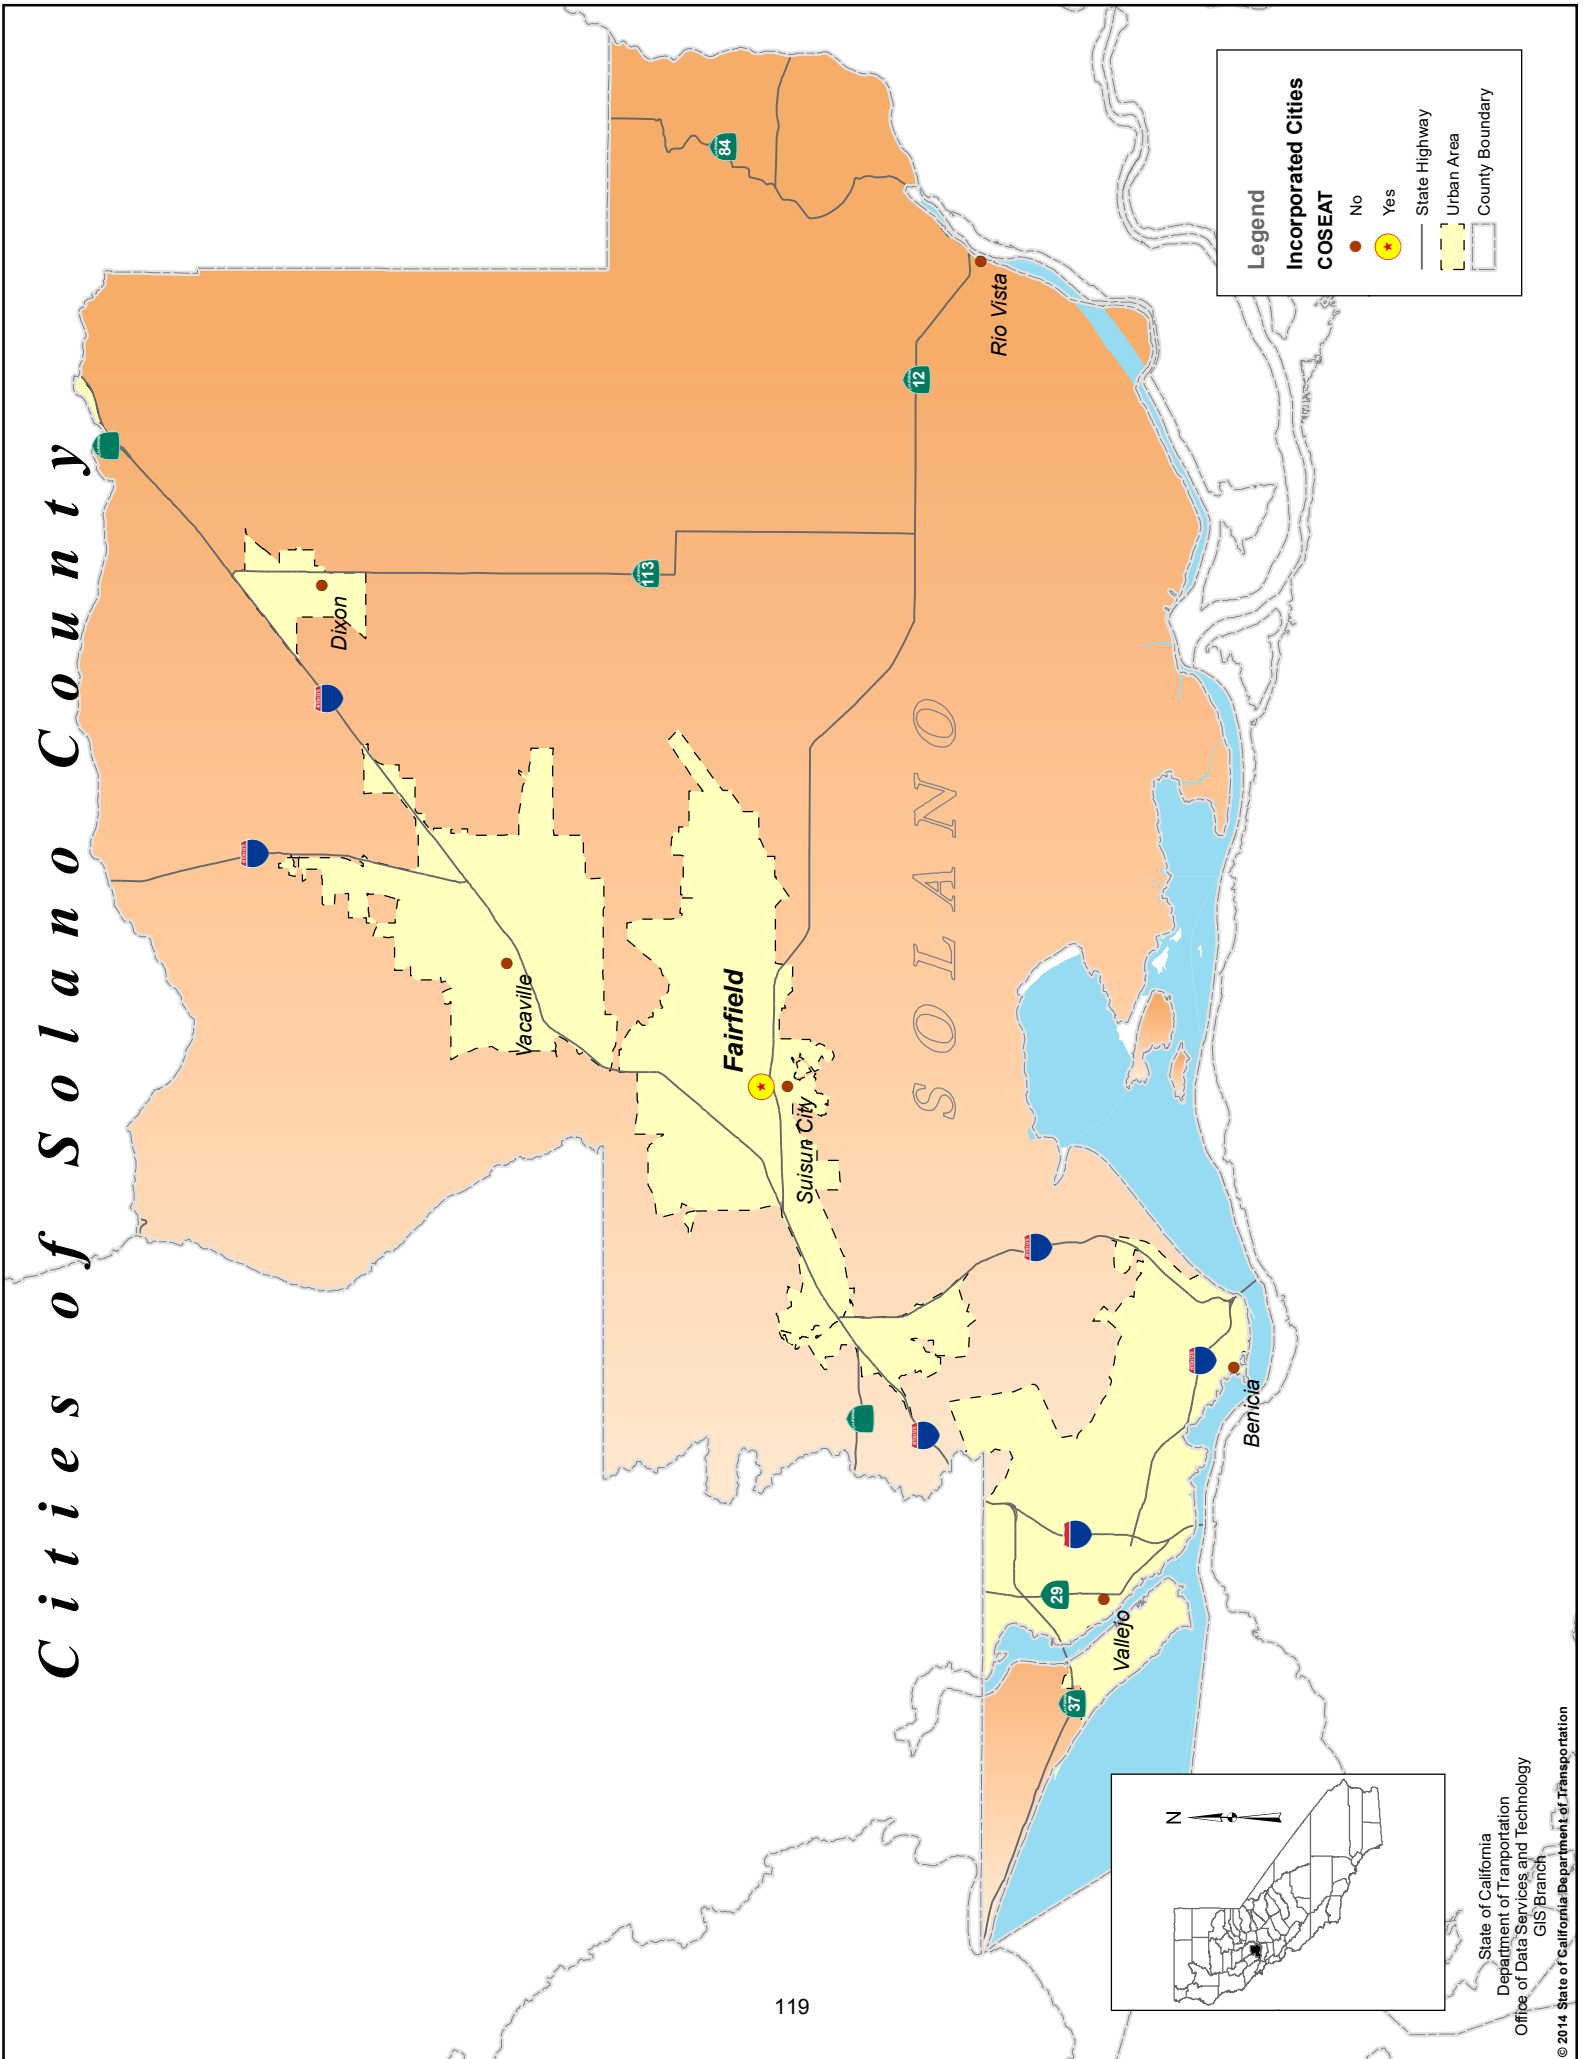 Cities of Solano County
84
12
113
29
37
Dixon
Vacaville
Fairfield
Suisun City
Rio Vista
Benicia
Vallejo
SOLANO
Legend
Incorporated Cities
COSEAT
No
Yes
State Highway
Urban Area
County Boundary
N
State of California
Department of Tranportation
Office of Data Services and Technology
GIS Branch
© 2014 State of California Department of Transportation
119